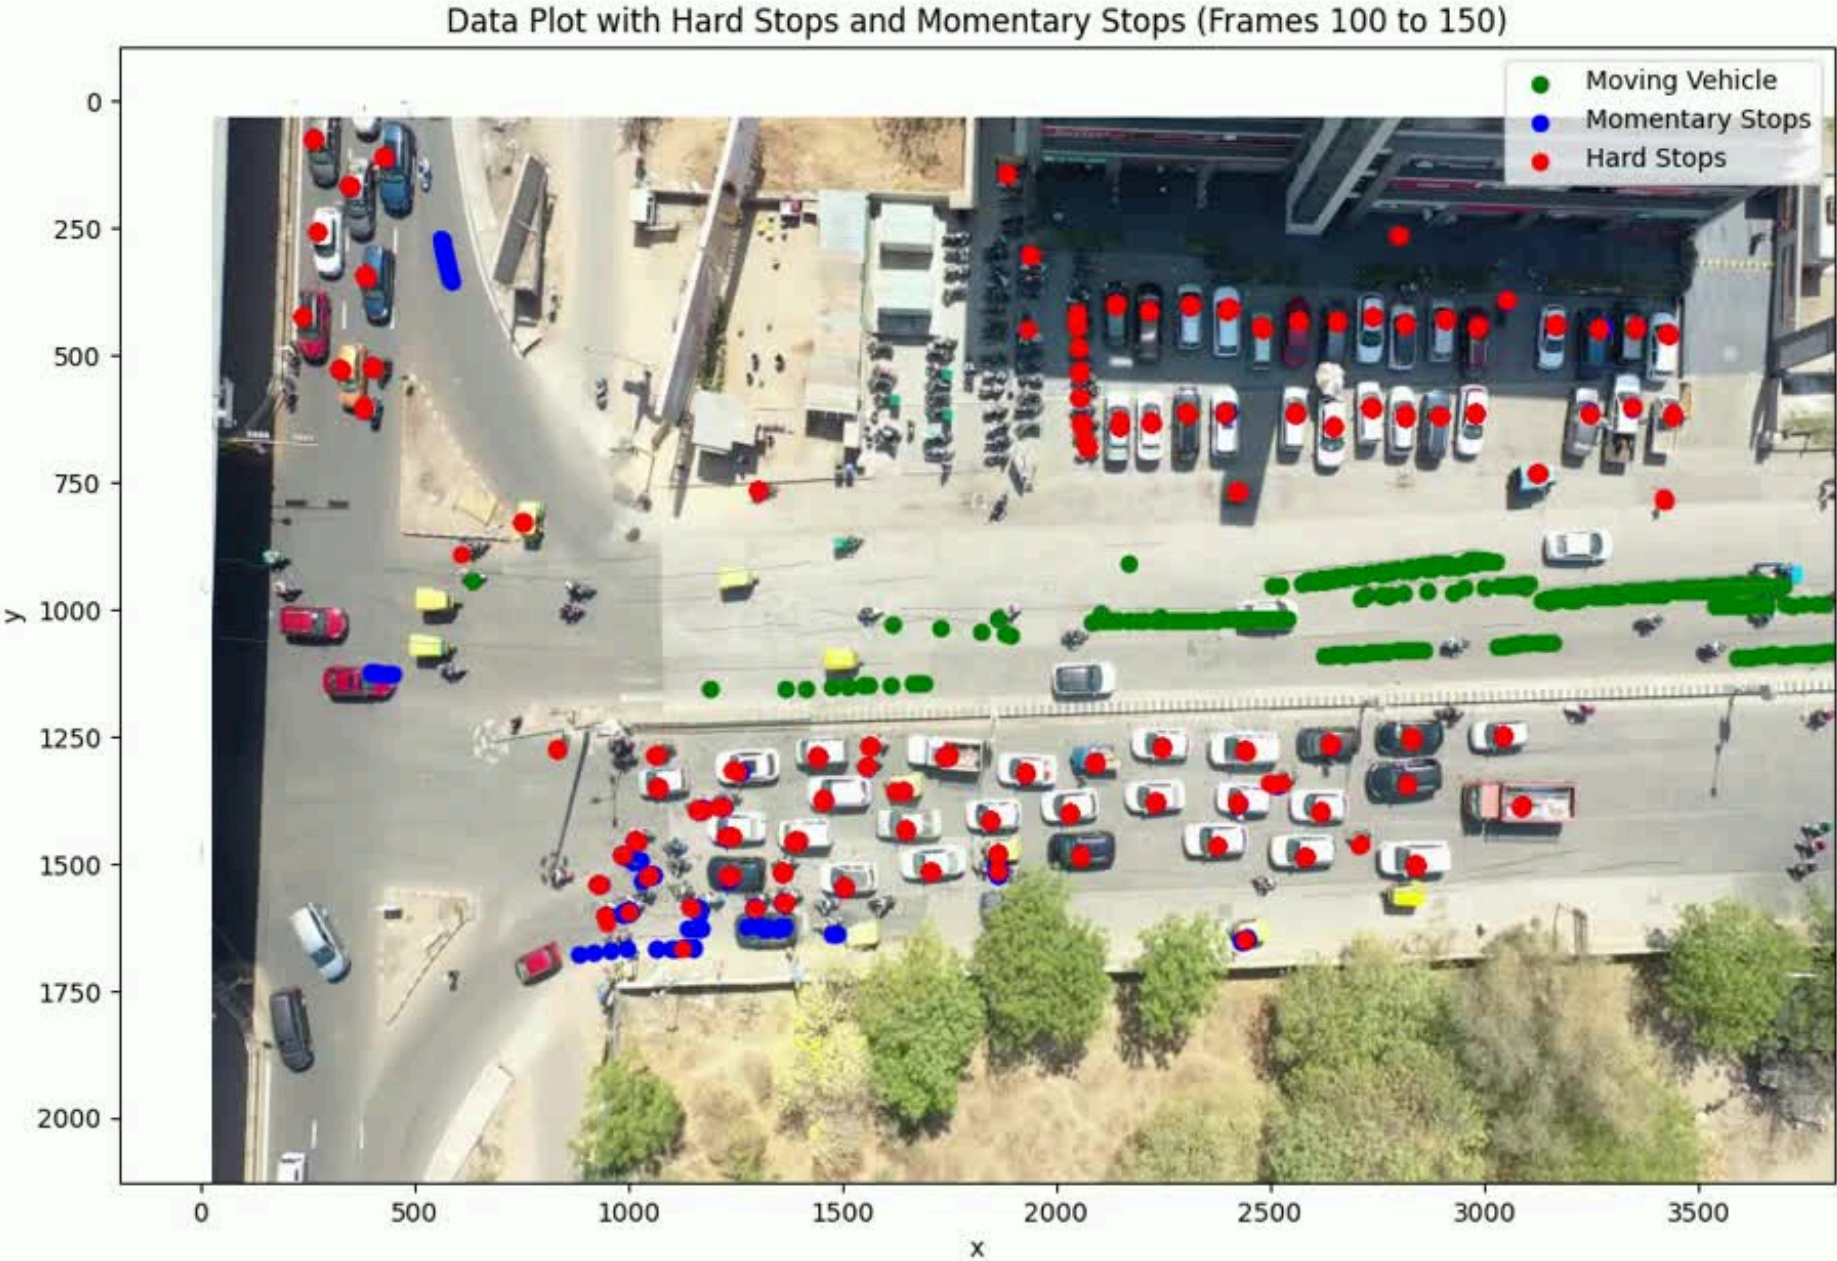 Data Plot with Hard Stops and Momentary Stops (Frames 100 to 150)
Moving Vehicle
Momentary Stops
Hard Stops
0
250
500
750
1000
1250
1500
1750
2000
y
0 500 1000 1500 2000 2500 3000 3500
x